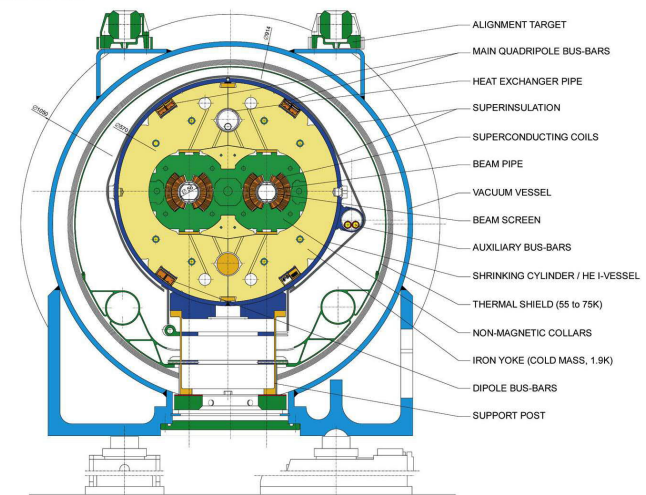 ALIGNMENT TARGET
MAIN QUADRIPOLE BUS-BARS
HEAT EXCHANGER PIPE
SUPERINSULATION
SUPERCONDUCTING COILS
BEAM PIPE
VACUUM VESSEL
BEAM SCREEN
AUXILIARY BUS-BARS
SHRINKING CYLINDER / HE I-VESSEL
THERMAL SHIELD (55 to 75K)
NON-MAGNETIC COLLARS
IRON YOKE (COLD MASS, 1.9K)
DIPOLE BUS-BARS
SUPPORT POST
Ø914
Ø570